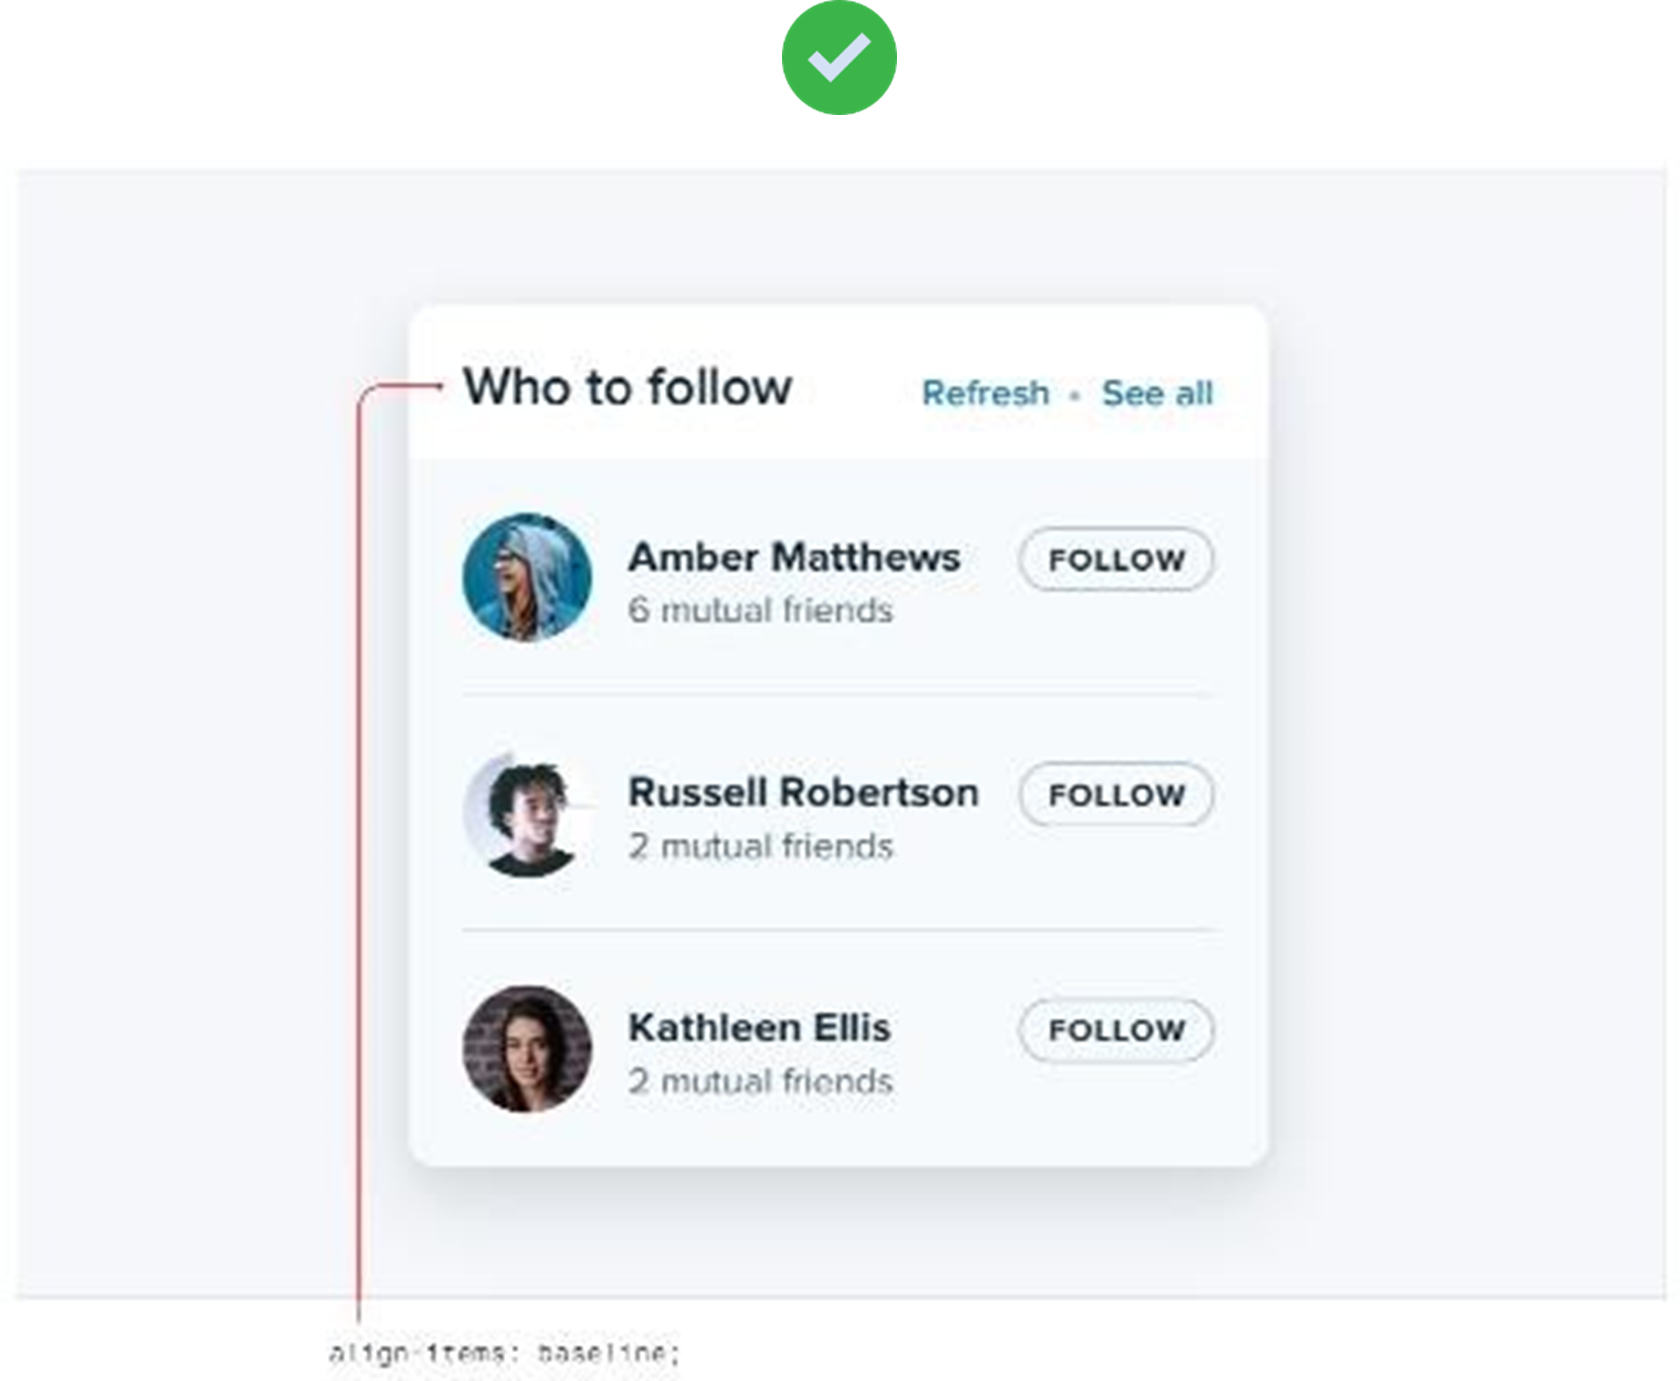 Who to follow
Refresh • See all
Amber Matthews
FOLLOW
6 mutual friends
Russell Robertson
FOLLOW
2 mutual friends
Kathleen Ellis
FOLLOW
2 mutual friends
align-items: baseline;